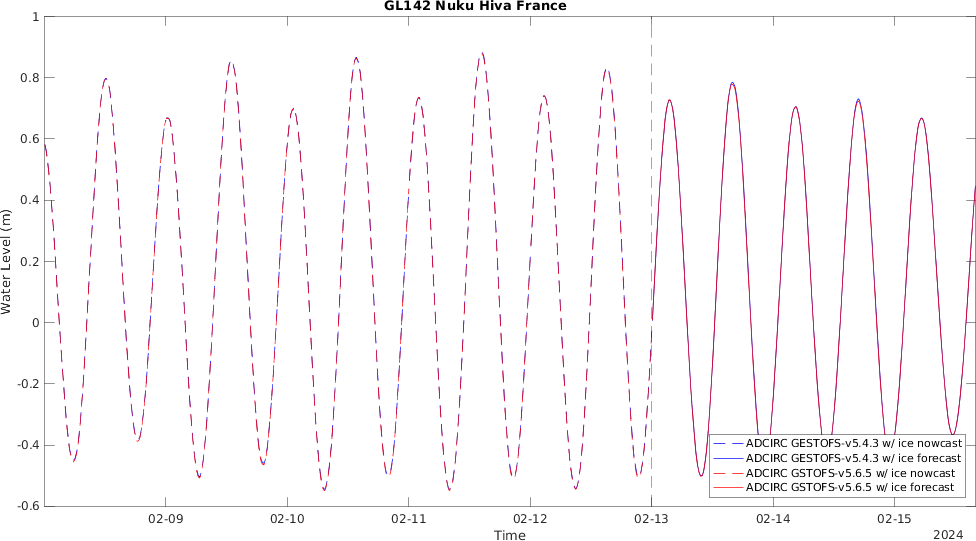 GL142 Nuku Hiva France
Water Level (m)
1
0.8
0.6
0.4
0.2
0
-0.2
-0.4
-0.6
ADCIRC GESTOFS-v5.4.3 w/ ice nowcast
ADCIRC GESTOFS-v5.4.3 w/ ice forecast
ADCIRC GSTOFS-v5.6.5 w/ ice nowcast
ADCIRC GSTOFS-v5.6.5 w/ ice forecast
02-09 02-10 02-11 02-12 02-13 02-14 02-15
Time
2024